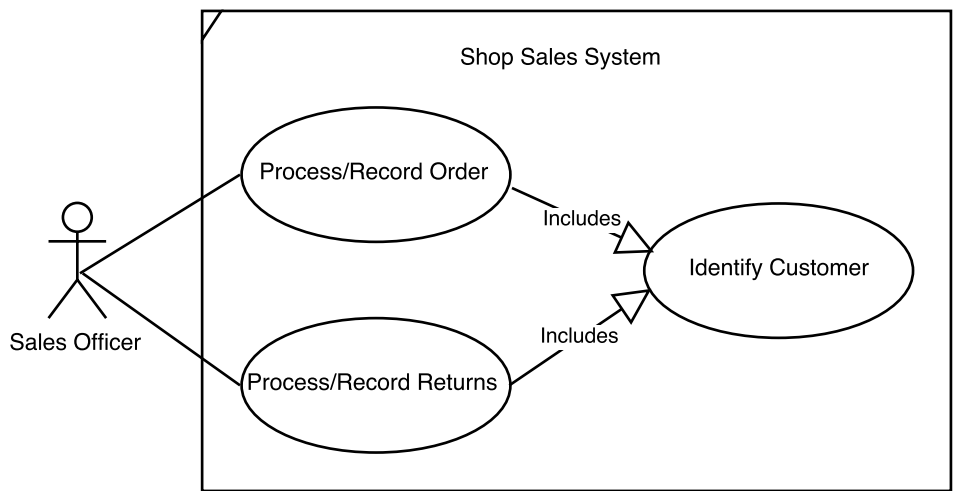 Shop Sales System
Process/Record Order
Includes
Identify Customer
Sales Officer
Includes
Process/Record Returns